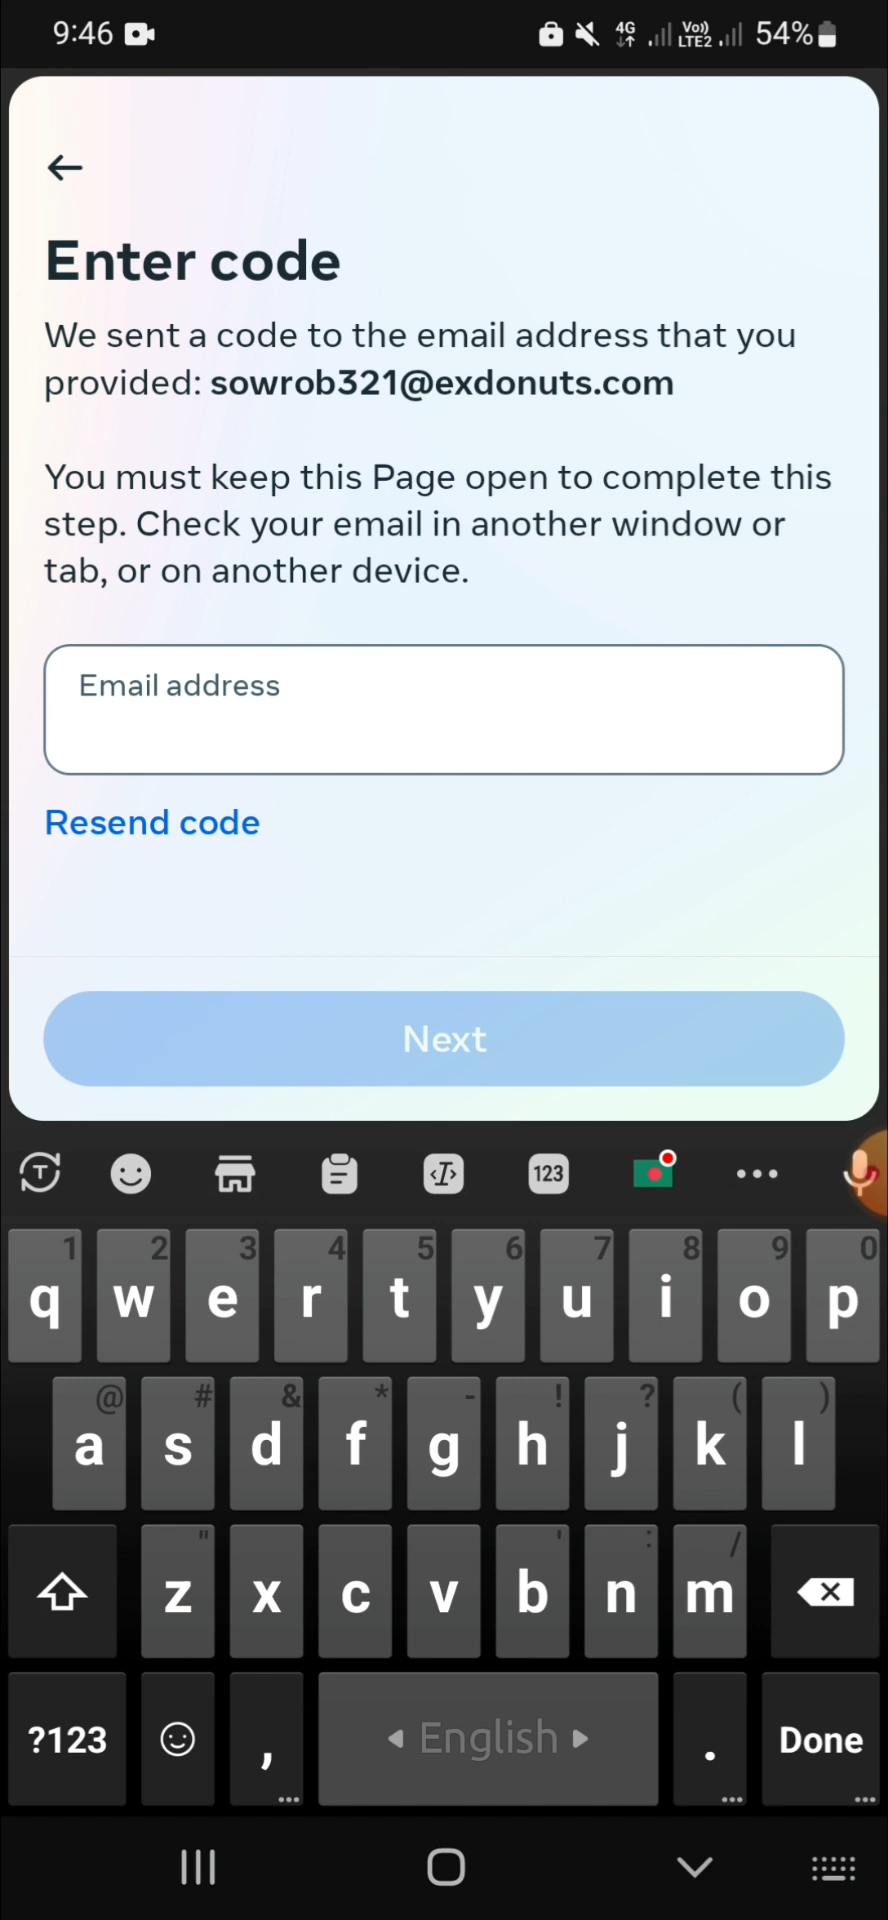 9:46 4G Vo)) LTE2 54%
Enter code
We sent a code to the email address that you
provided: sowrob321@exdonuts.com
You must keep this Page open to complete this
step. Check your email in another window or
tab, or on another device.
Email address
Resend code
Next
T 123
1 2 3 4 5 6 7 8 9 0
q w e r t y u i o p
@ # & * - ! ? ( )
a s d f g h j k l
" ' : /
z x c v b n m
?123 , English . Done